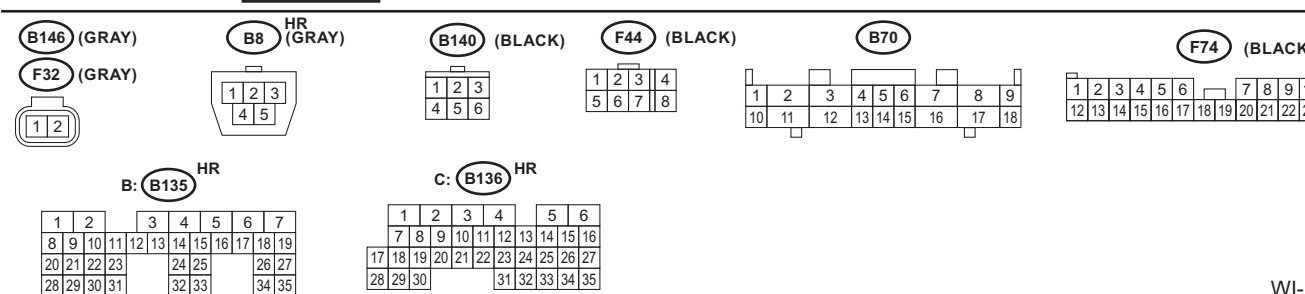 B146 (GRAY)
F32 (GRAY)
1 2
B8 HR (GRAY)
1 2 3
4 5
B140 (BLACK)
1 2 3
4 5 6
F44 (BLACK)
1 2 3 4
5 6 7 8
B70
1 2 3 4 5 6 7 8 9
10 11 12 13 14 15 16 17 18
F74 (BLACK
1 2 3 4 5 6 7 8 9
12 13 14 15 16 17 18 19 20 21 22
B: B135 HR
1 2 3 4 5 6 7
8 9 10 11 12 13 14 15 16 17 18 19
20 21 22 23 24 25 26 27
28 29 30 31 32 33 34 35
C: B136 HR
1 2 3 4 5 6
7 8 9 10 11 12 13 14 15 16
17 18 19 20 21 22 23 24 25 26 27
28 29 30 31 32 33 34 35
WI-